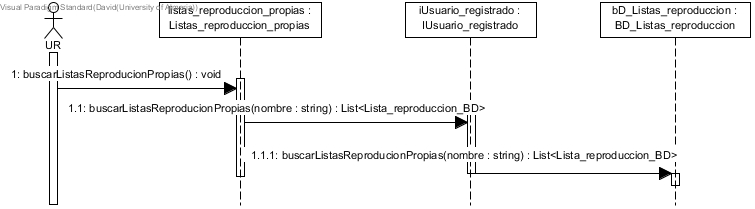 Visual Paradigm Standard(David(University of Almeria))
listas_reproduccion_propias :
Listas_reproduccion_propias
iUsuario_registrado :
IUsuario_registrado
bD_Listas_reproduccion :
BD_Listas_reproduccion
UR
1: buscarListasReproducionPropias() : void
1.1: buscarListasReproducionPropias(nombre : string) : List<Lista_reproduccion_BD>
1.1.1: buscarListasReproducionPropias(nombre : string) : List<Lista_reproduccion_BD>